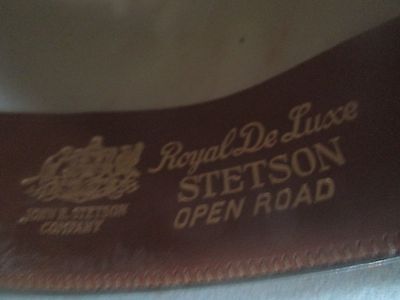 JOHN B. STETSON
COMPANY
Royal De Luxe
STETSON
OPEN ROAD